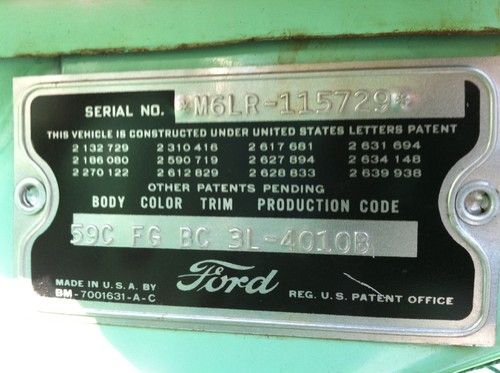 SERIAL NO. *M6LR-115729*
THIS VEHICLE IS CONSTRUCTED UNDER UNITED STATES LETTERS PATENT
2 132 729 2 310 416 2 617 681 2 631 694
2 186 080 2 590 719 2 627 894 2 634 148
2 270 122 2 612 829 2 628 833 2 639 938
OTHER PATENTS PENDING
BODY COLOR TRIM PRODUCTION CODE
59C FG BC 3L-4010B
MADE IN U.S.A. BY Ford
BM-7001631-A-C REG. U.S. PATENT OFFICE